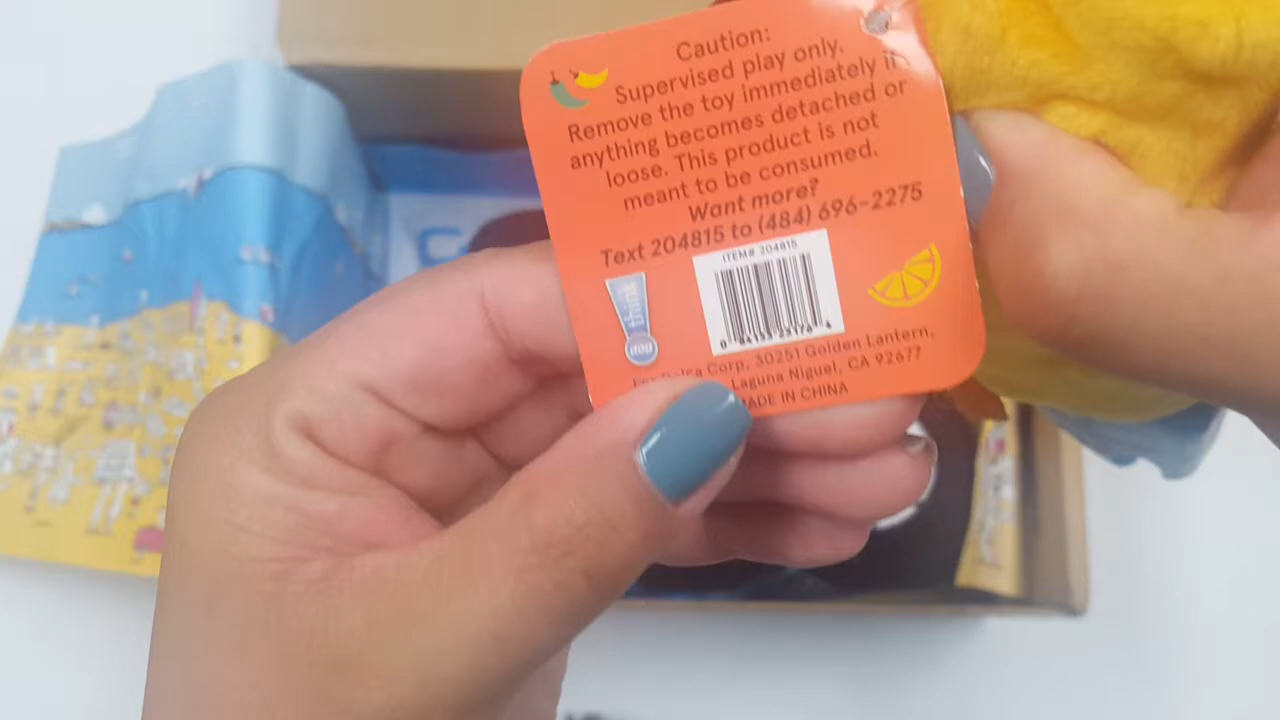 Caution:
Supervised play only.
Remove the toy immediately if
anything becomes detached or
loose. This product is not
meant to be consumed.
Want more?
Text 204815 to (484) 696-2275
ITEM# 204815
think
dog
Corp, 30251 Golden Lantern,
Laguna Niguel, CA 92677
MADE IN CHINA